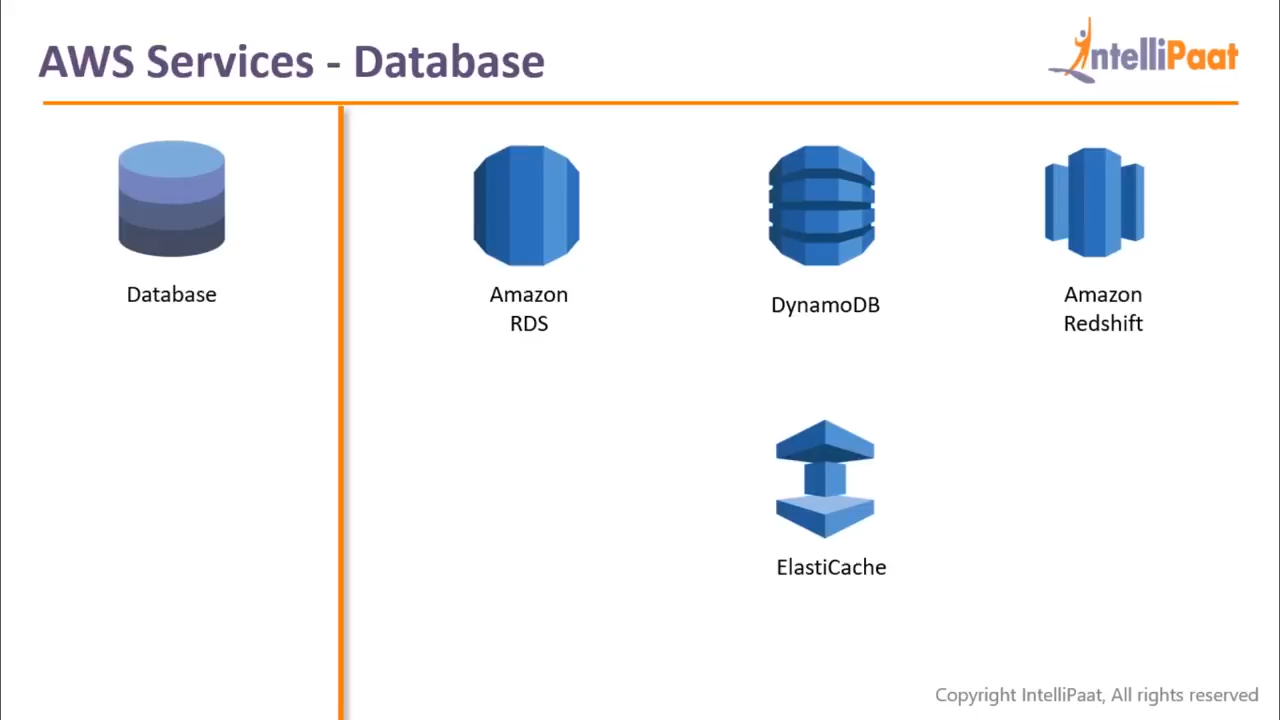 AWS Services - Database
IntelliPaat
Database
Amazon
RDS
DynamoDB
Amazon
Redshift
ElastiCache
Copyright IntelliPaat, All rights reserved